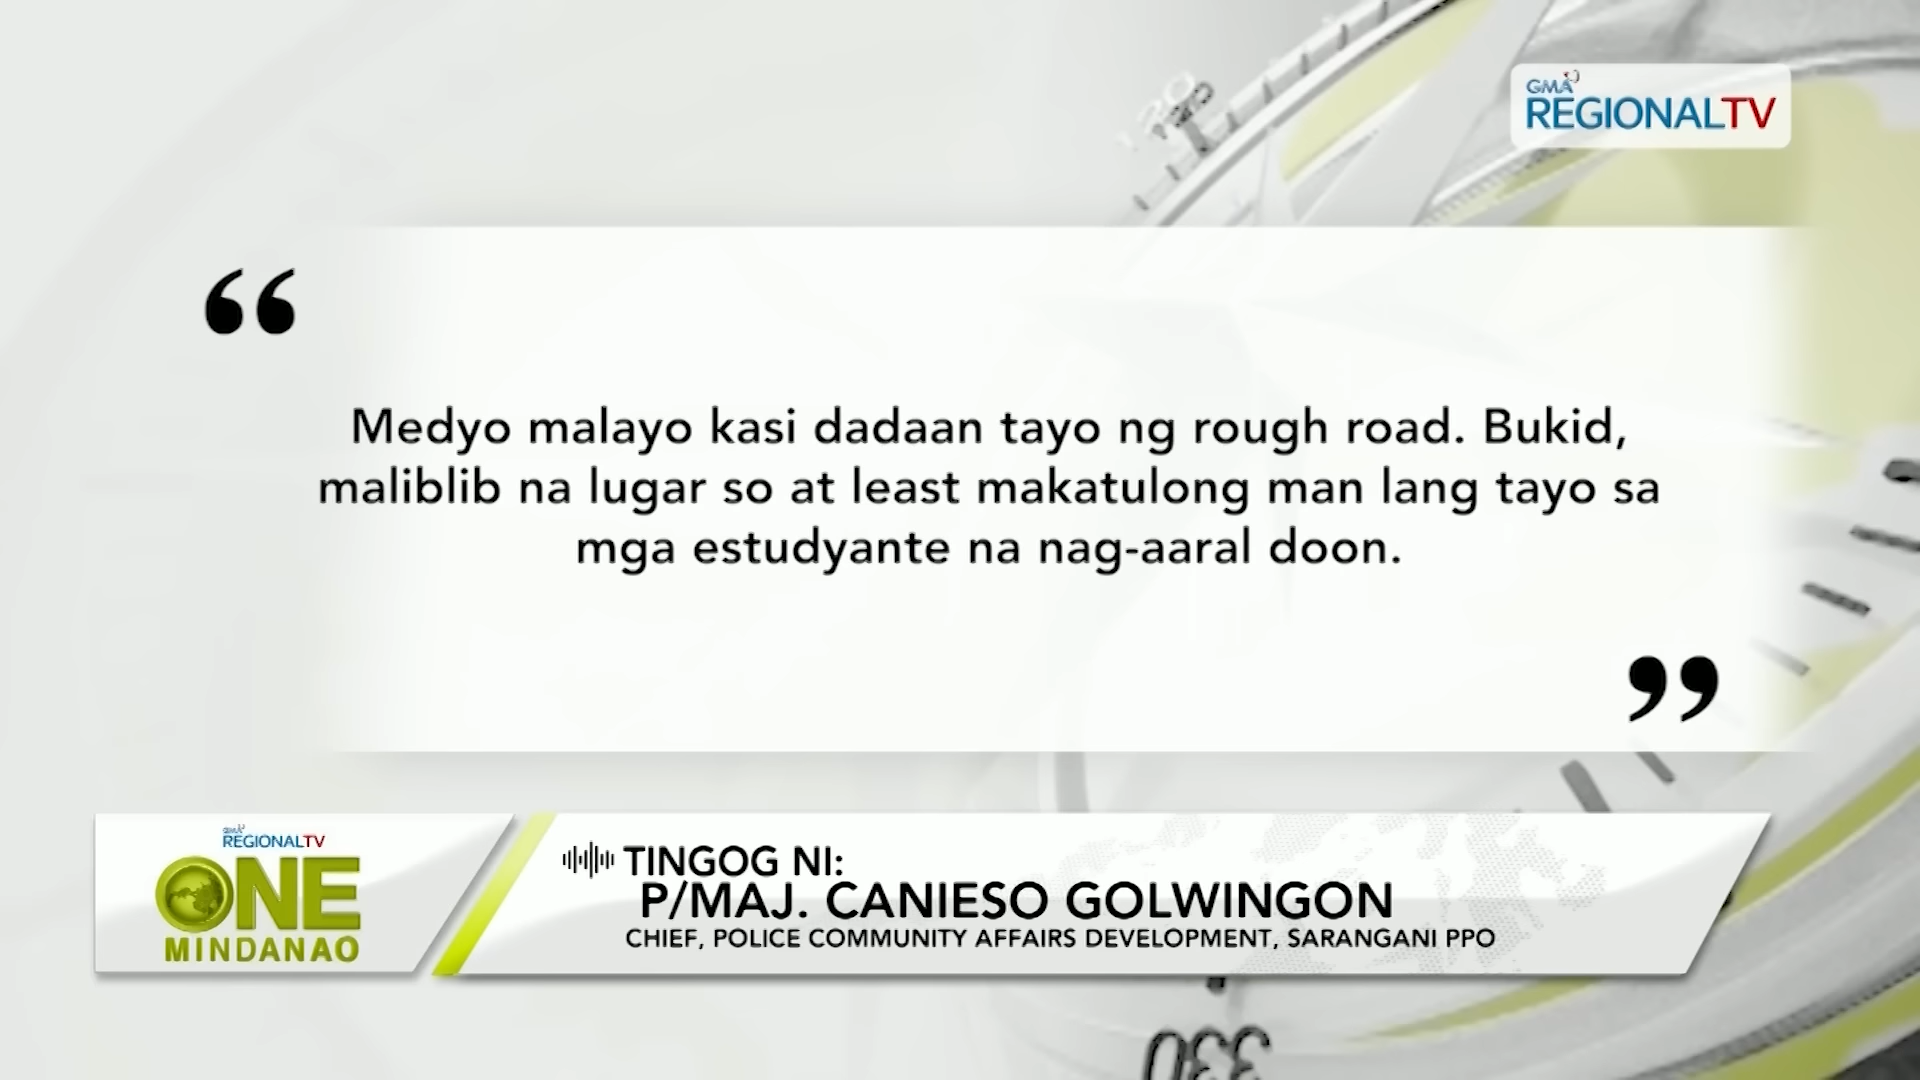 GMA
REGIONALTV
“
Medyo malayo kasi dadaan tayo ng rough road. Bukid,
maliblib na lugar so at least makatulong man lang tayo sa
mga estudyante na nag-aaral doon.
”
GMA
REGIONALTV
ONE
MINDANAO
TINGOG NI:
P/MAJ. CANIESO GOLWINGON
CHIEF, POLICE COMMUNITY AFFAIRS DEVELOPMENT, SARANGANI PPO
330